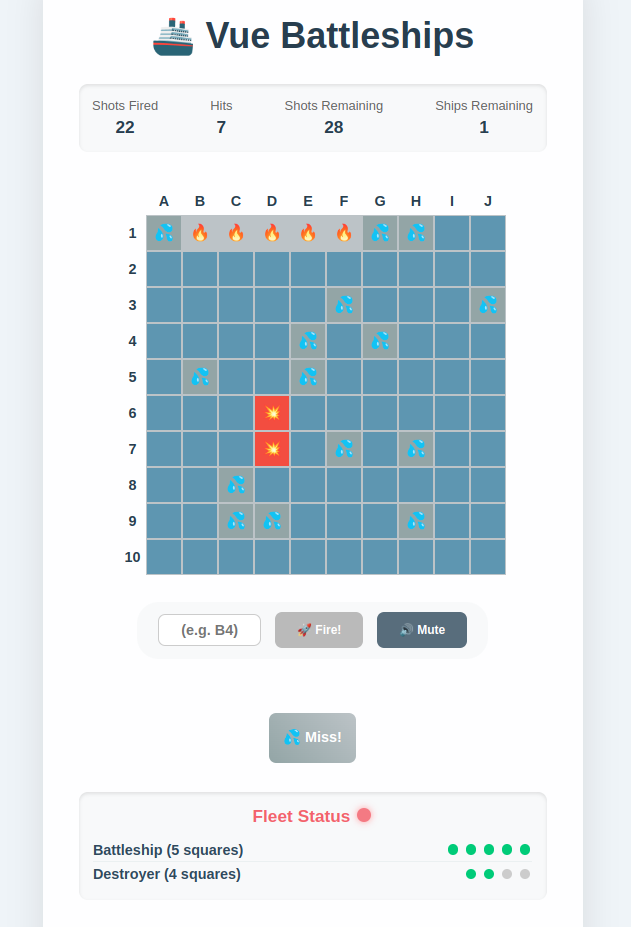 🚢 Vue Battleships
Shots Fired Hits Shots Remaining Ships Remaining
22 7 28 1
A B C D E F G H I J
1
2
3
4
5
6
7
8
9
10
(e.g. B4) 🚀 Fire! 🔊 Mute
💦 Miss!
Fleet Status
Battleship (5 squares)
Destroyer (4 squares)